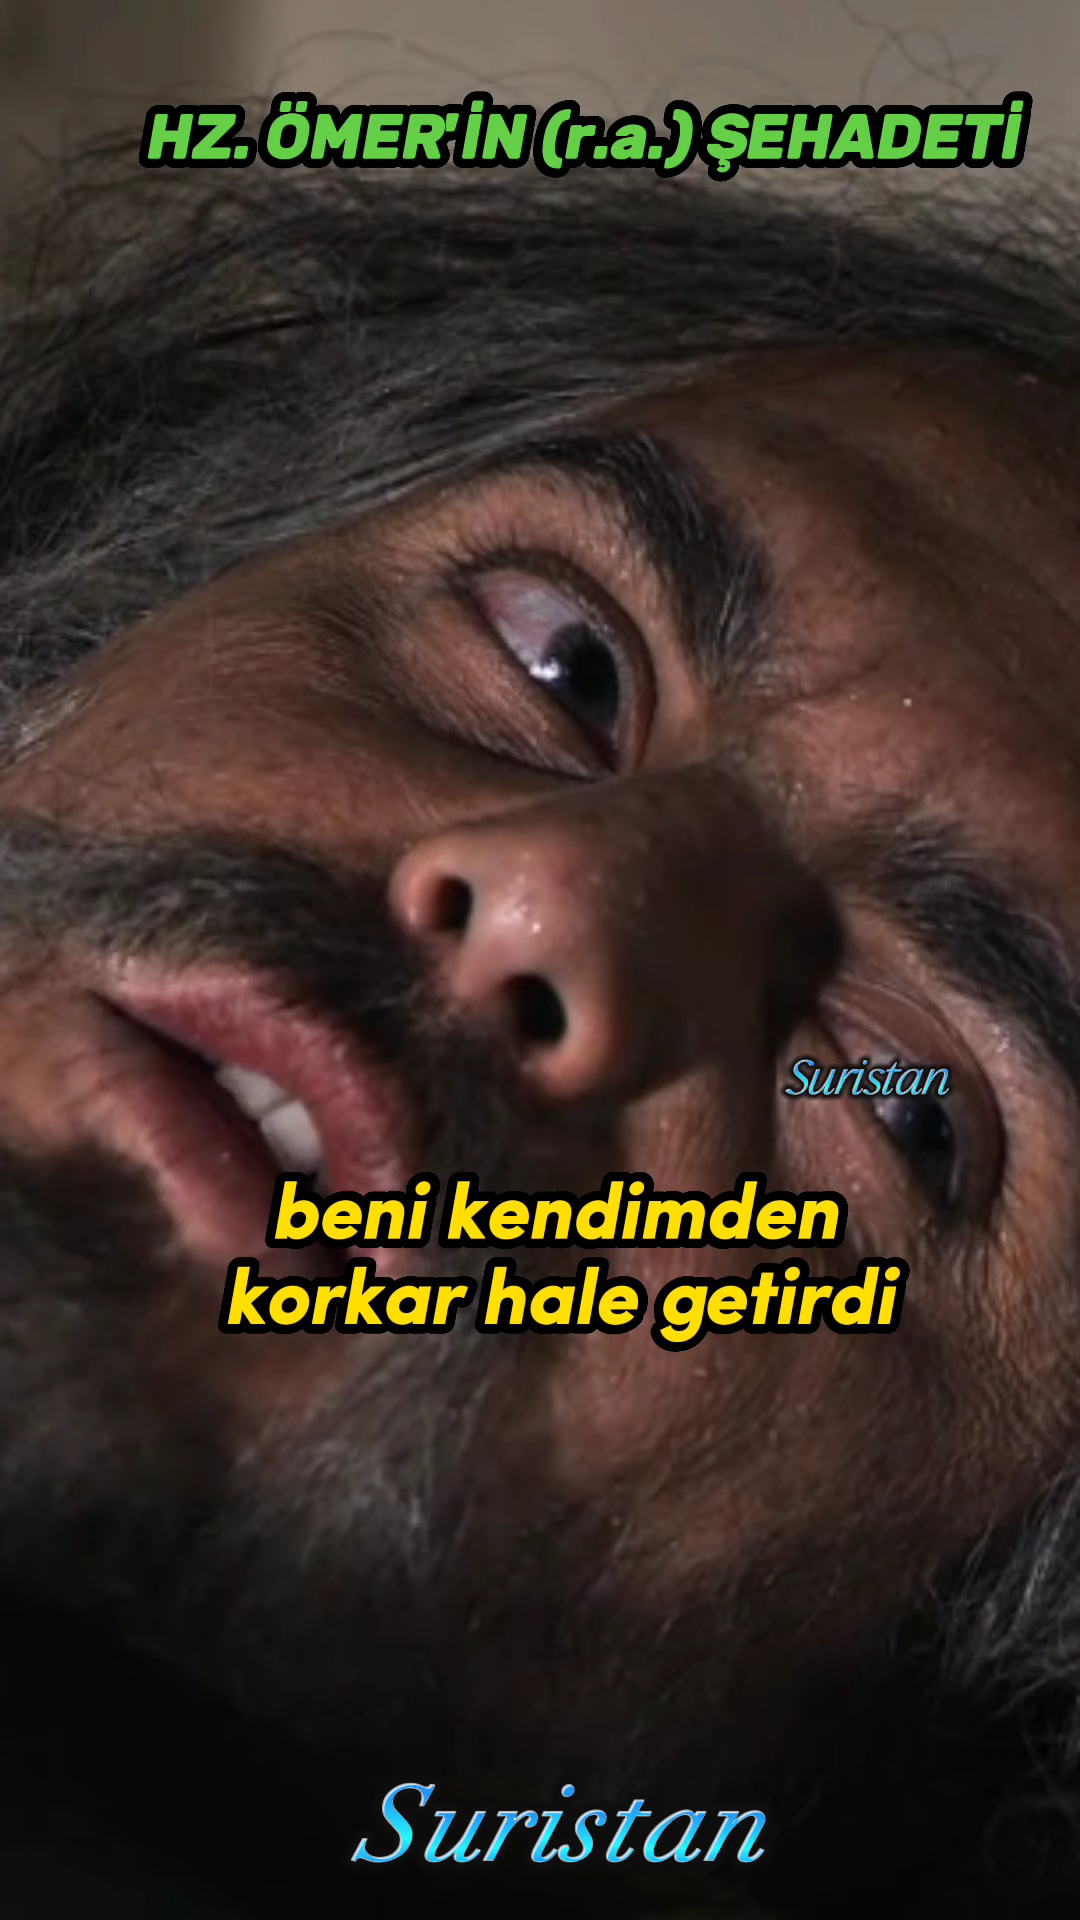 HZ. ÖMER'İN (r.a.) ŞEHADETİ
Suristan
beni kendimden
korkar hale getirdi
Suristan